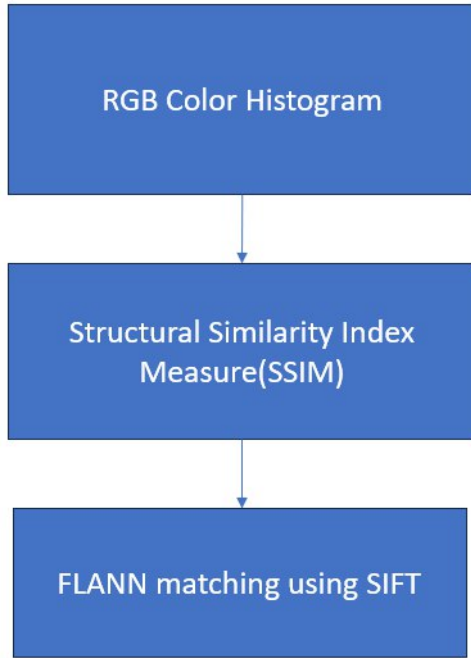 RGB Color Histogram
Structural Similarity Index
Measure(SSIM)
FLANN matching using SIFT